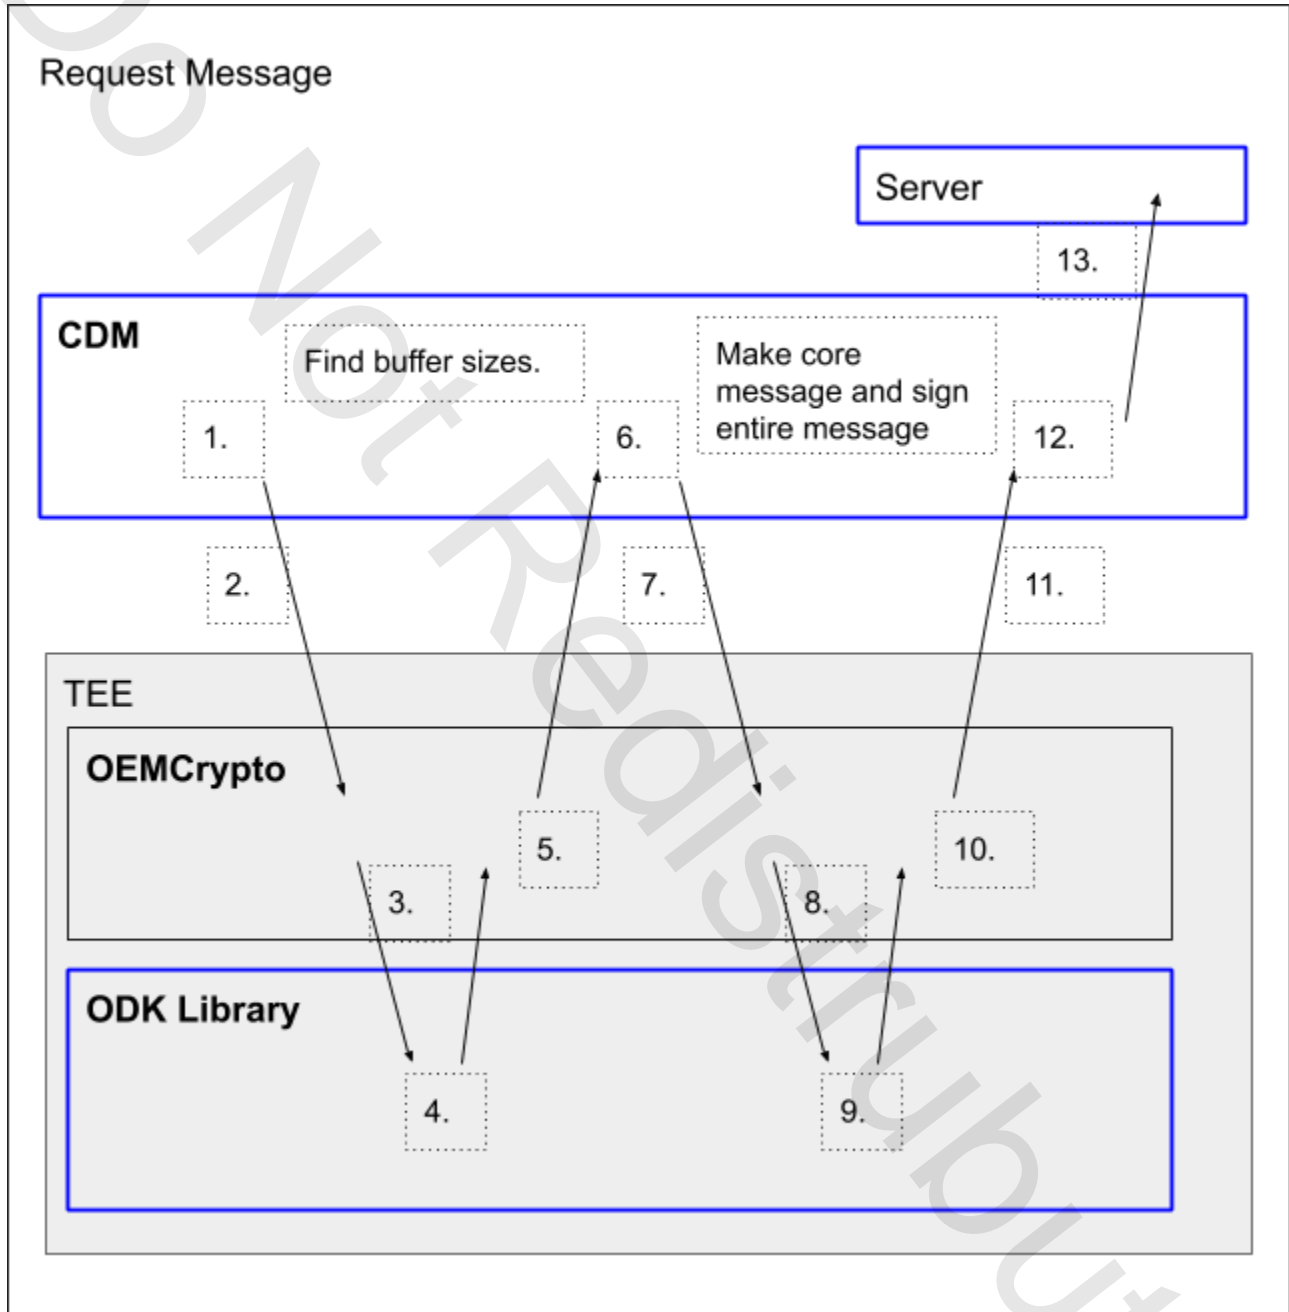 Request Message
Server
13.
CDM
Find buffer sizes.
Make core
message and sign
entire message
1.
6.
12.
2.
7.
11.
TEE
OEMCrypto
5.
10.
3.
8.
ODK Library
4.
9.
Do Not Redistribut